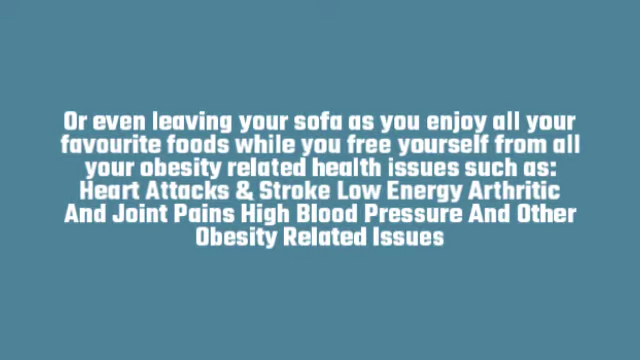 Or even leaving your sofa as you enjoy all your
favourite foods while you free yourself from all
your obesity related health issues such as:
Heart Attacks & Stroke Low Energy Arthritic
And Joint Pains High Blood Pressure And Other
Obesity Related Issues